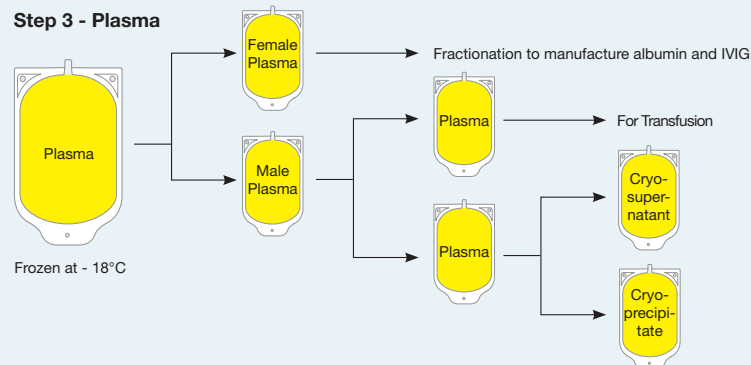 Step 3 - Plasma
Female
Plasma
Fractionation to manufacture albumin and IVIG
Plasma
Frozen at - 18°C
Male
Plasma
Plasma
For Transfusion
Plasma
Cryo-
super-
natant
Cryo-
precipi-
tate